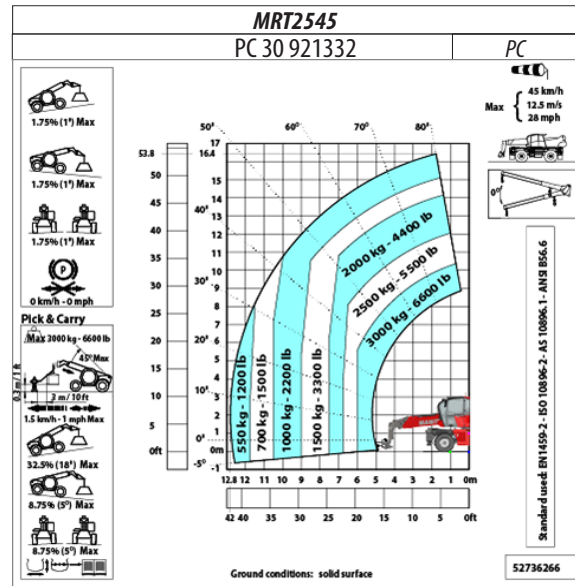 MRT2545
PC 30 921332
PC
1.75% (1°) Max
1.75% (1°) Max
1.75% (1°) Max
P
0 km/h - 0 mph
Pick & Carry
Max 3000 kg - 6600 lb
45° Max
0.3 m/1 ft
3 m / 10 ft
1.5 km/h - 1 mph Max
32.5% (18°) Max
8.75% (5°) Max
8.75% (5°) Max
Max
45 km/h
12.5 m/s
28 mph
0°
50° 60° 70° 80°
40°
30°
20°
10°
0°
-5°
53.8
50
45
40
35
30
25
20
15
10
5
0ft
17
16.4
15
14
13
12
11
10
9
8
7
6
5
4
3
2
1
0m
-1
550 kg - 1200 lb
700 kg - 1500 lb
1000 kg - 2200 lb
1500 kg - 3300 lb
2000 kg - 4400 lb
2500 kg - 5500 lb
3000 kg - 6600 lb
12.8 12 11 10 9 8 7 6 5 4 3 2 1 0m
42 40 35 30 25 20 15 10 5 0ft
Ground conditions: solid surface
Standard used: EN1459-2 - ISO 10896-2 - AS 10896.1 - ANSI B56.6
52736266